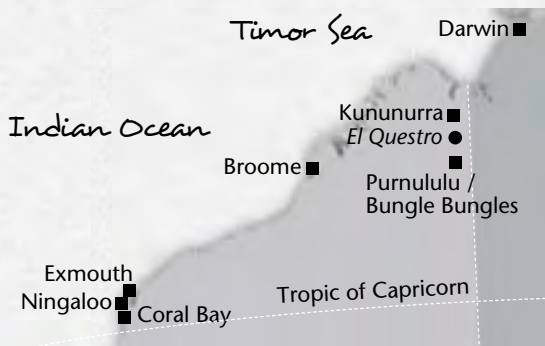 Timor Sea
Darwin
Indian Ocean
Kununurra
El Questro
Broome
Purnululu /
Bungle Bungles
Exmouth
Ningaloo
Coral Bay
Tropic of Capricorn